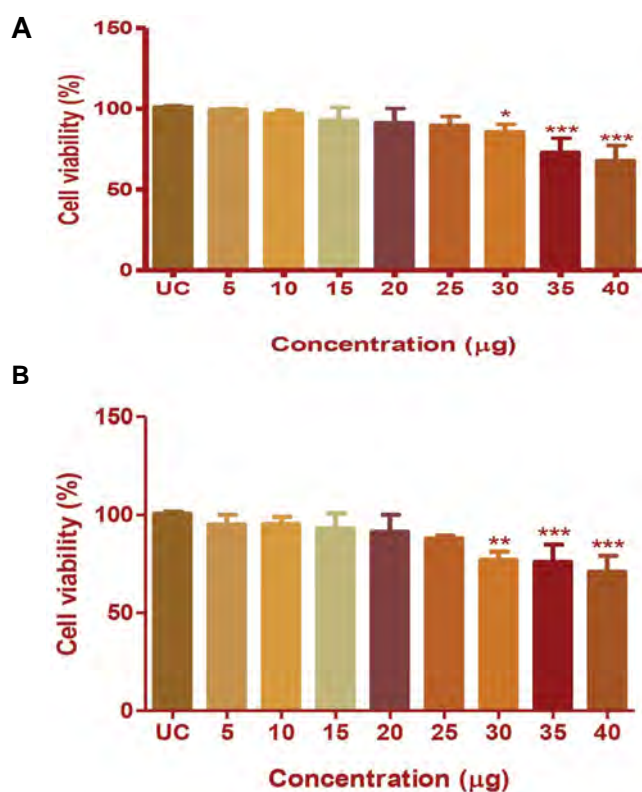 A
150
100
50
0
Cell viability (%)
* *** ***
UC 5 10 15 20 25 30 35 40
Concentration (μg)
B
150
100
50
0
Cell viability (%)
** *** ***
UC 5 10 15 20 25 30 35 40
Concentration (μg)